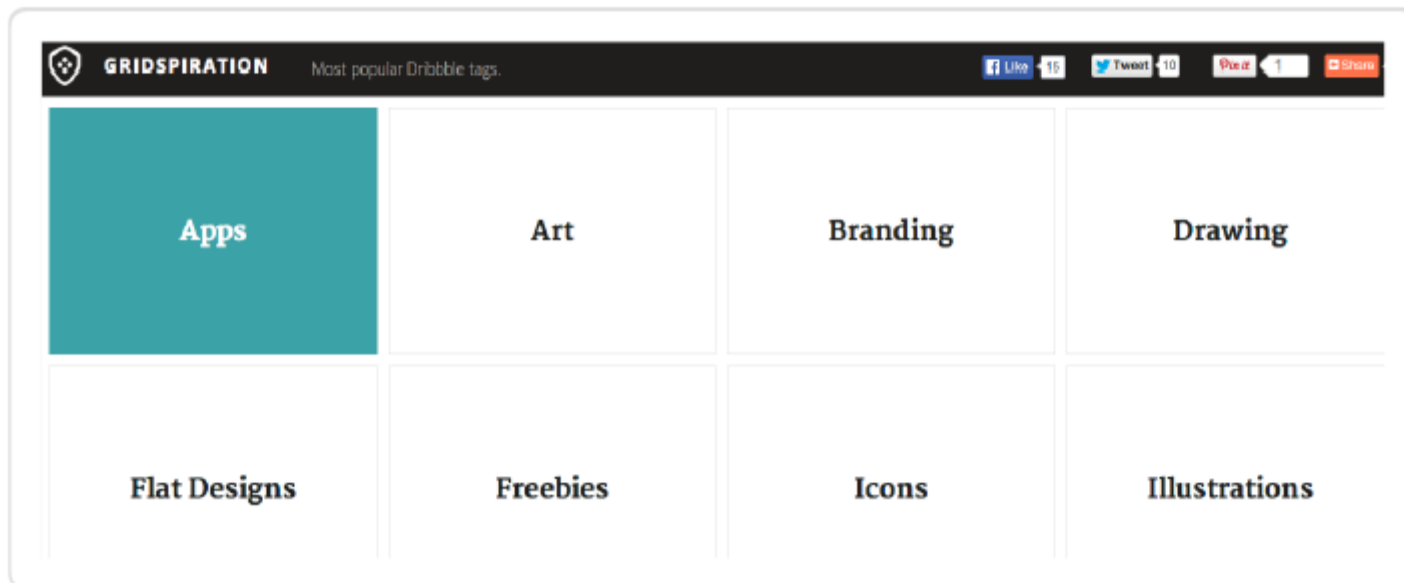 GRIDSPIRATION Most popular Dribbble tags. Like 15 Tweet 10 Pin it 1 Share
Apps Art Branding Drawing
Flat Designs Freebies Icons Illustrations